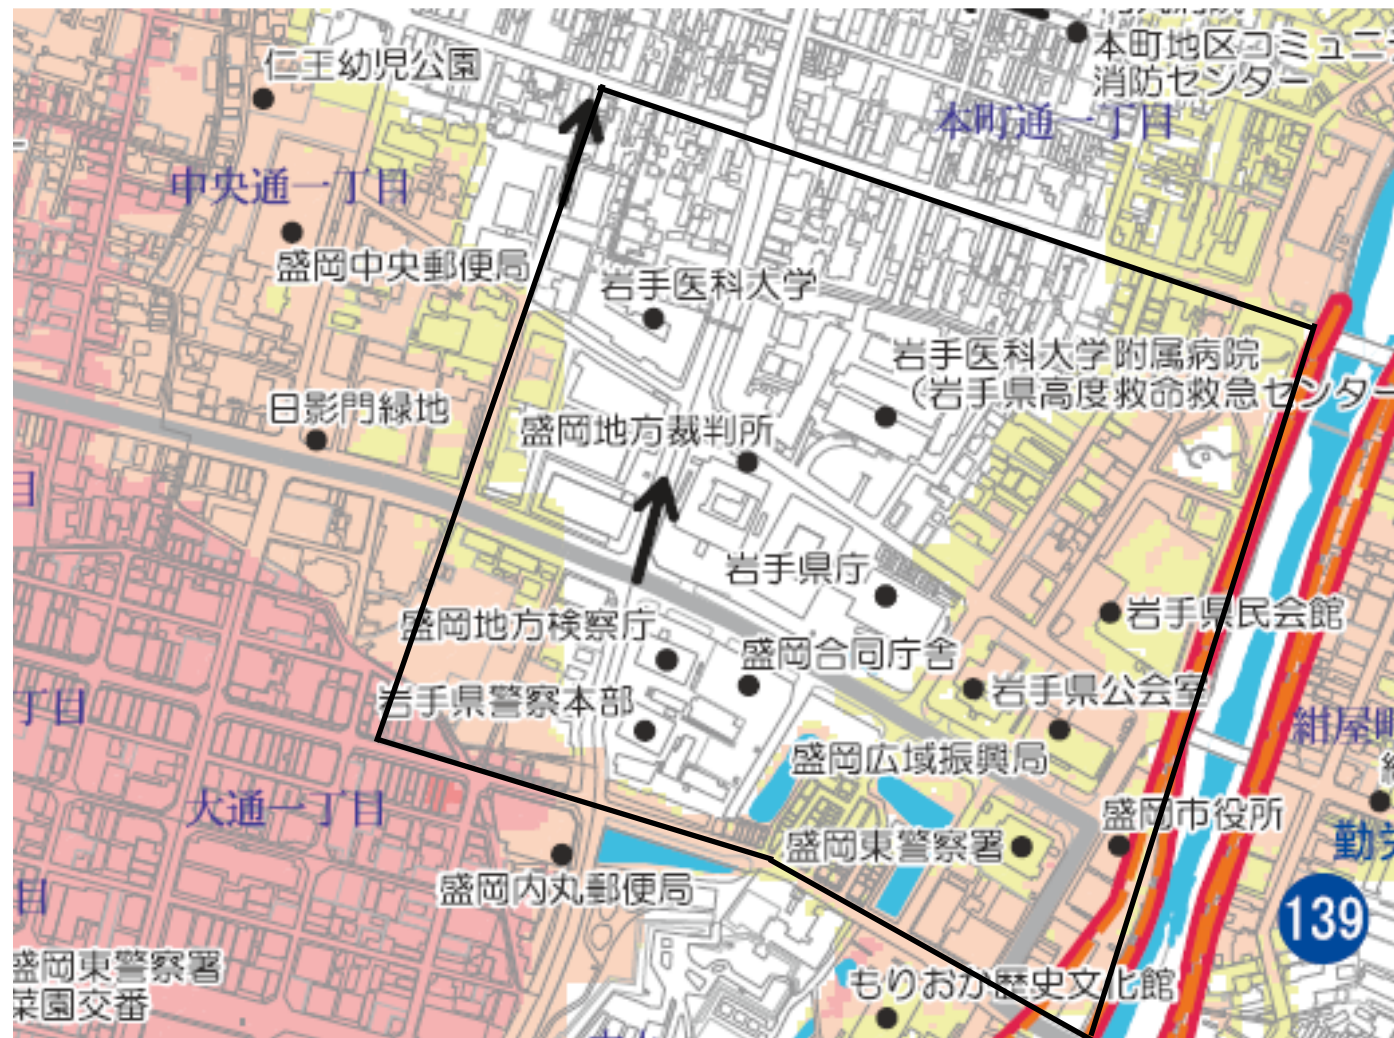 本町地区コミュニテ
消防センター
仁王幼児公園
本町通一丁目
中央通一丁目
盛岡中央郵便局
岩手医科大学
岩手医科大学附属病院
（岩手県高度救命救急センター
日影門緑地
盛岡地方裁判所
目
岩手県庁
岩手県民会館
盛岡地方検察庁
盛岡合同庁舎
岩手県警察本部
岩手県公会堂
丁目
紺屋町
盛岡広域振興局
大通一丁目
盛岡市役所
盛岡東警察署
盛岡内丸郵便局
目
139
盛岡東警察署
菜園交番
もりおか歴史文化館